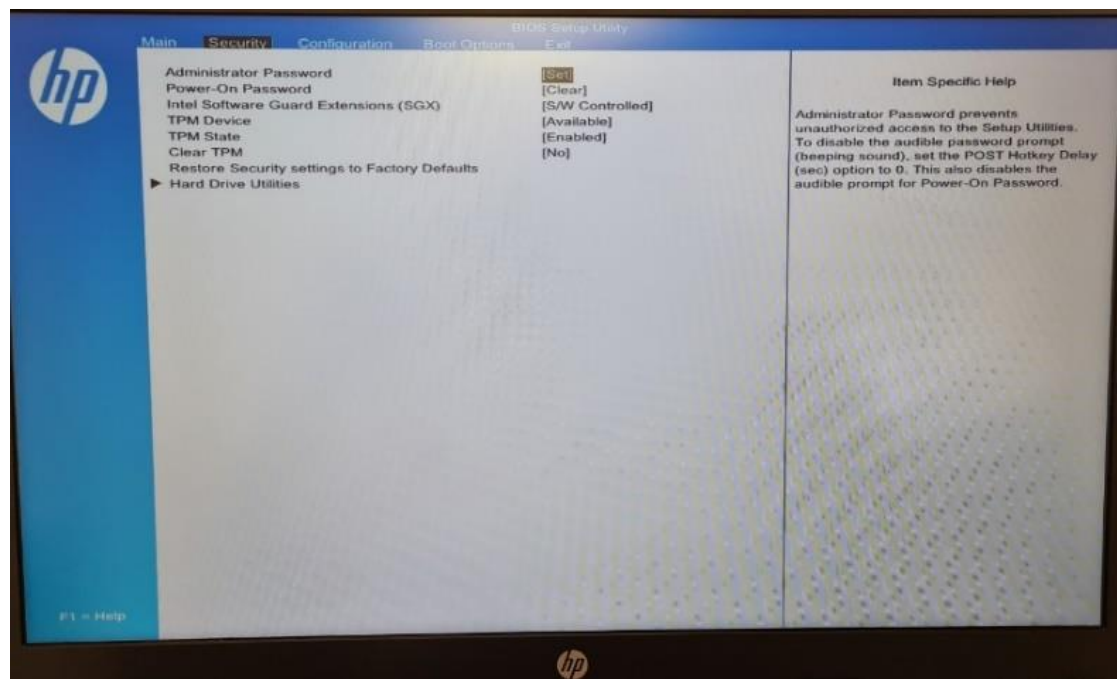 BIOS Setup Utility
Main Security Configuration Boot Options Exit
hp
Administrator Password [Set]
Power-On Password [Clear]
Intel Software Guard Extensions (SGX) [S/W Controlled]
TPM Device [Available]
TPM State [Enabled]
Clear TPM [No]
Restore Security settings to Factory Defaults
Hard Drive Utilities
Item Specific Help
Administrator Password prevents
unauthorized access to the Setup Utilities.
To disable the audible password prompt
(beeping sound), set the POST Hotkey Delay
(sec) option to 0. This also disables the
audible prompt for Power-On Password.
F1 = Help
hp